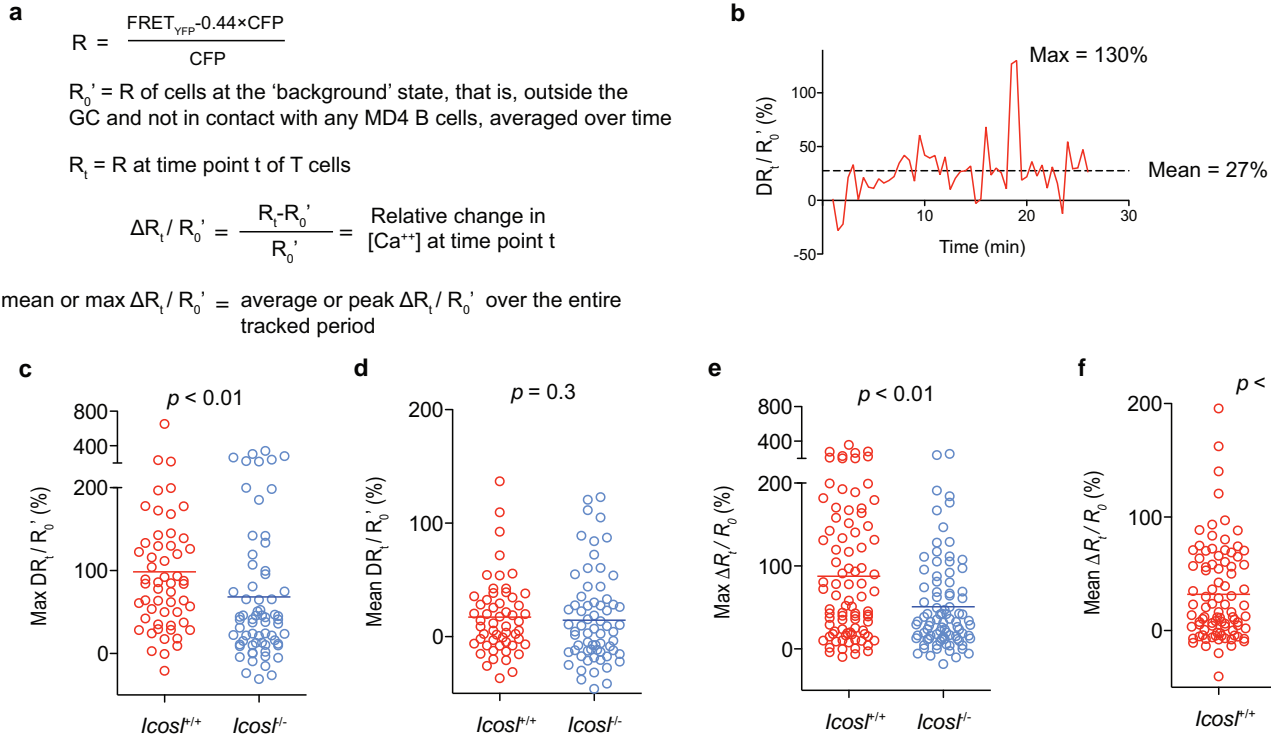 a
R = FRET_YFP-0.44×CFP
CFP
R₀’ = R of cells at the ‘background’ state, that is, outside the
GC and not in contact with any MD4 B cells, averaged over time
Rₜ = R at time point t of T cells
ΔRₜ / R₀’ = Rₜ-R₀’ / R₀’ = Relative change in
[Ca⁺⁺] at time point t
mean or max ΔRₜ / R₀’ = average or peak ΔRₜ / R₀’ over the entire
tracked period
b
DRₜ / R₀’ (%)
100
50
0
-50
10
20
30
Time (min)
Max = 130%
Mean = 27%
c
p < 0.01
Max DRₜ / R₀’ (%)
800
400
200
100
0
Icosl⁺/⁺
Icosl⁻/⁻
d
p = 0.3
Mean DRₜ / R₀’ (%)
200
100
0
Icosl⁺/⁺
Icosl⁻/⁻
e
p < 0.01
Max ΔRₜ / R₀ (%)
800
400
200
100
0
Icosl⁺/⁺
Icosl⁻/⁻
f
p <
Mean ΔRₜ / R₀ (%)
200
100
0
Icosl⁺/⁺